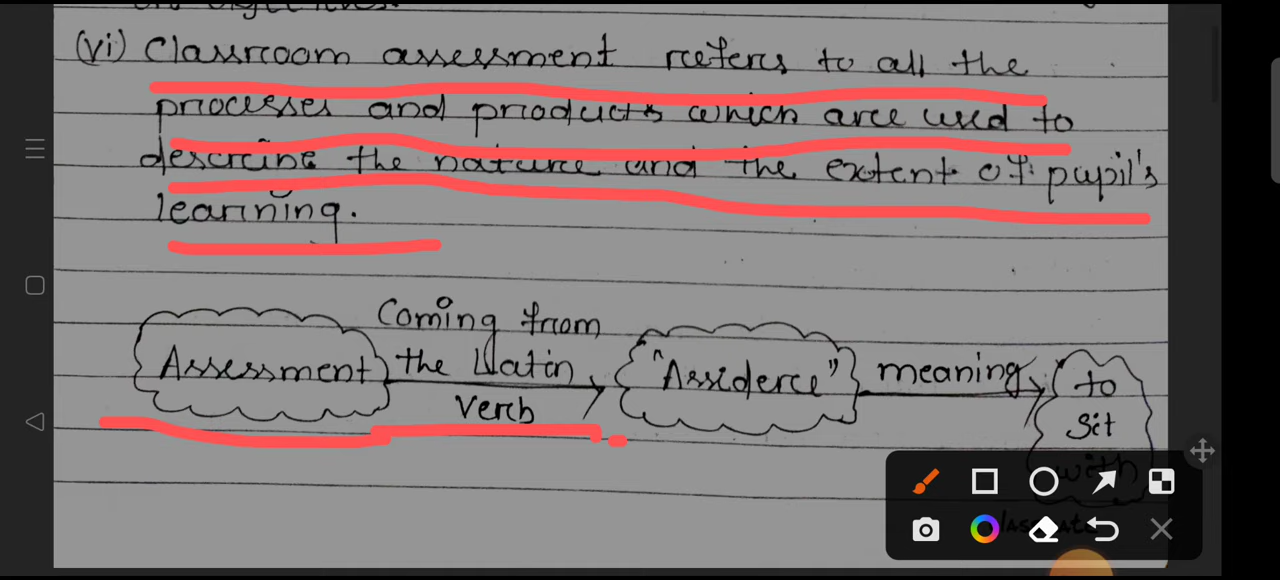 (vi) Classroom assessment refers to all the
processes and products which are used to
describe the nature and the extent of pupil's
learning.
Coming from
Assessment the Latin "Assidere" meaning to
Verb Sit
with